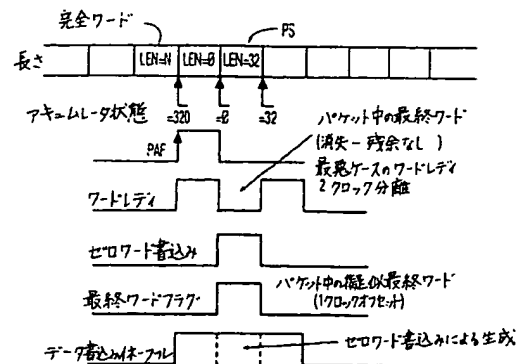 完全ワード
PS
長さ
LEN=N
LEN=0
LEN=32
アキュムレータ状態
=320
=0
=32
パケット中の最終ワード
(消失-残余なし)
PAF
最悪ケースのワードレディ
2クロック分離
ワードレディ
ゼロワード書込み
最終ワードフラグ
パケット中の擬似最終ワード
(1クロックオフセット)
データ書込みイネーブル
ゼロワード書込みによる生成